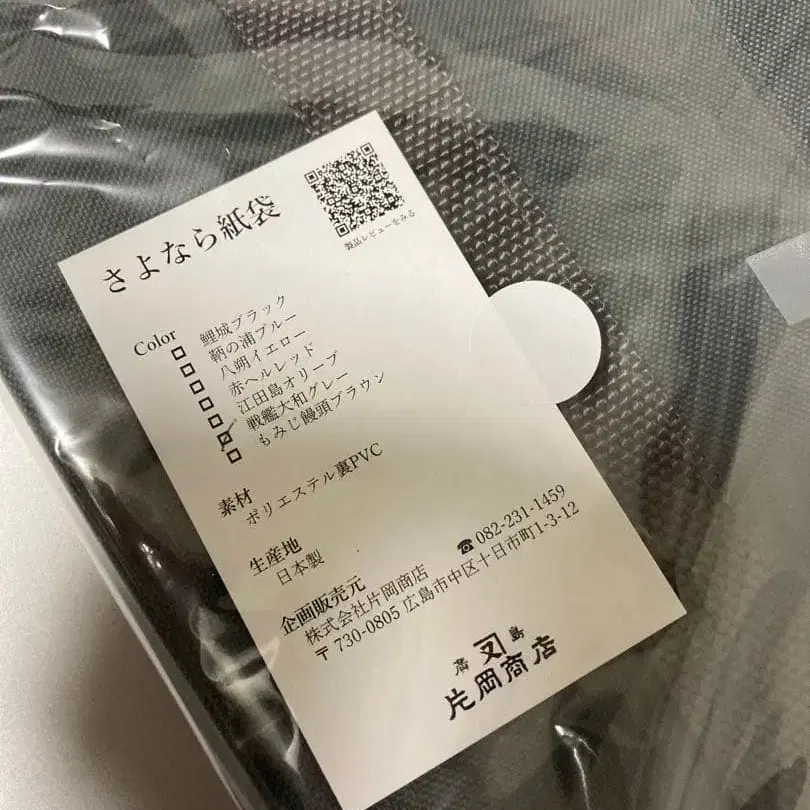 さよなら紙袋
製品レビューをみる
Color
□ 鯉城ブラック
□ 鞆の浦ブルー
□ 八朔イエロー
□ 赤ヘルレッド
□ 江田島オリーブ
☑ 戦艦大和グレー
□ もみじ饅頭ブラウン
素材
ポリエステル裏PVC
生産地
日本製
企画販売元
株式会社片岡商店 ☎082-231-1459
〒730-0805 広島市中区十日市町1-3-12
廣 又 島
片岡商店